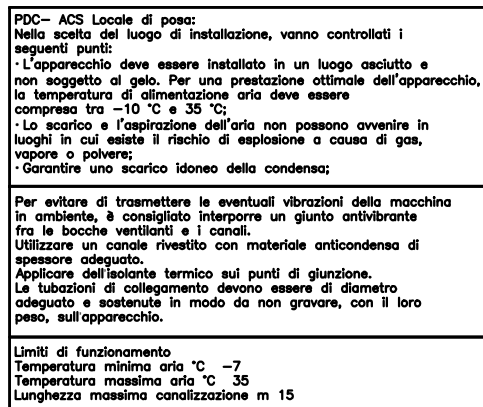 PDC- ACS Locale di posa:
Nella scelta del luogo di installazione, vanno controllati i
seguenti punti:
· L'apparecchio deve essere installato in un luogo asciutto e
non soggetto al gelo. Per una prestazione ottimale dell'apparecchio,
la temperatura di alimentazione aria deve essere
compresa tra -10 °C e 35 °C;
· Lo scarico e l'aspirazione dell'aria non possono avvenire in
luoghi in cui esiste il rischio di esplosione a causa di gas,
vapore o polvere;
· Garantire uno scarico idoneo della condensa;
Per evitare di trasmettere le eventuali vibrazioni della macchina
in ambiente, è consigliato interporre un giunto antivibrante
fra le bocche ventilanti e i canali.
Utilizzare un canale rivestito con materiale anticondensa di
spessore adeguato.
Applicare dell'isolante termico sui punti di giunzione.
Le tubazioni di collegamento devono essere di diametro
adeguato e sostenute in modo da non gravare, con il loro
peso, sull'apparecchio.
Limiti di funzionamento
Temperatura minima aria °C -7
Temperatura massima aria °C 35
Lunghezza massima canalizzazione m 15